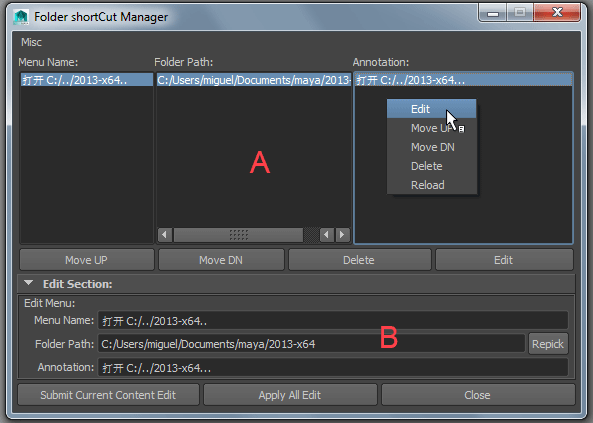 Folder shortCut Manager
Misc
Menu Name: Folder Path: Annotation:
打开 C:/../2013-x64.. C:/Users/miguel/Documents/maya/2013- 打开 C:/../2013-x64...
Edit
Move UP
A
Move DN
Delete
Reload
Move UP Move DN Delete Edit
Edit Section:
Edit Menu:
Menu Name: 打开 C:/../2013-x64..
Folder Path: C:/Users/miguel/Documents/maya/2013-x64 B Repick
Annotation: 打开 C:/../2013-x64...
Submit Current Content Edit Apply All Edit Close